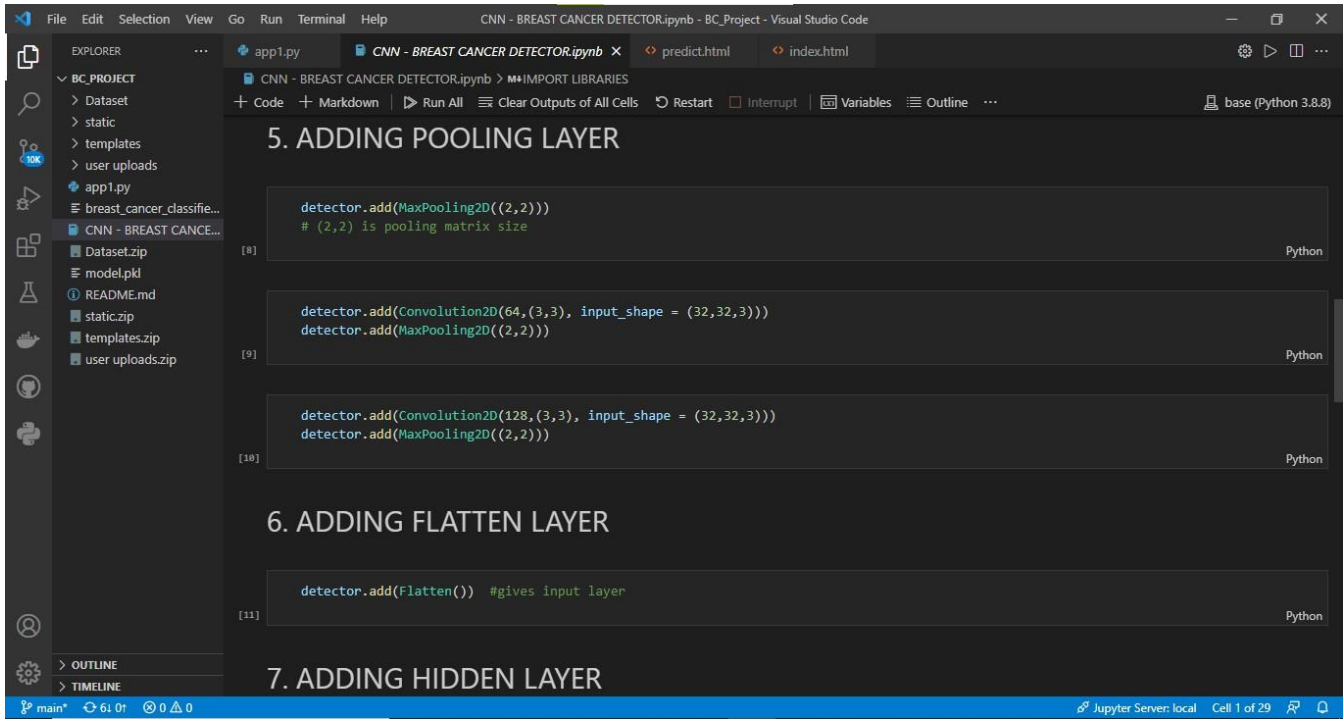 File Edit Selection View Go Run Terminal Help CNN - BREAST CANCER DETECTOR.ipynb - BC_Project - Visual Studio Code
EXPLORER ...
app1.py CNN - BREAST CANCER DETECTOR.ipynb predict.html index.html
BC_PROJECT
CNN - BREAST CANCER DETECTOR.ipynb > M↓IMPORT LIBRARIES
Dataset
+ Code + Markdown Run All Clear Outputs of All Cells Restart Interrupt Variables Outline ... base (Python 3.8.8)
static
templates
user uploads
app1.py
breast_cancer_classifie...
CNN - BREAST CANCE...
Dataset.zip
model.pkl
README.md
static.zip
templates.zip
user uploads.zip
10K
5. ADDING POOLING LAYER
detector.add(MaxPooling2D((2,2)))
# (2,2) is pooling matrix size
[8] Python
detector.add(Convolution2D(64,(3,3), input_shape = (32,32,3)))
detector.add(MaxPooling2D((2,2)))
[9] Python
detector.add(Convolution2D(128,(3,3), input_shape = (32,32,3)))
detector.add(MaxPooling2D((2,2)))
[10] Python
6. ADDING FLATTEN LAYER
detector.add(Flatten()) #gives input layer
[11] Python
7. ADDING HIDDEN LAYER
OUTLINE
TIMELINE
main* 6↓ 0↑ 0 0 Jupyter Server: local Cell 1 of 29